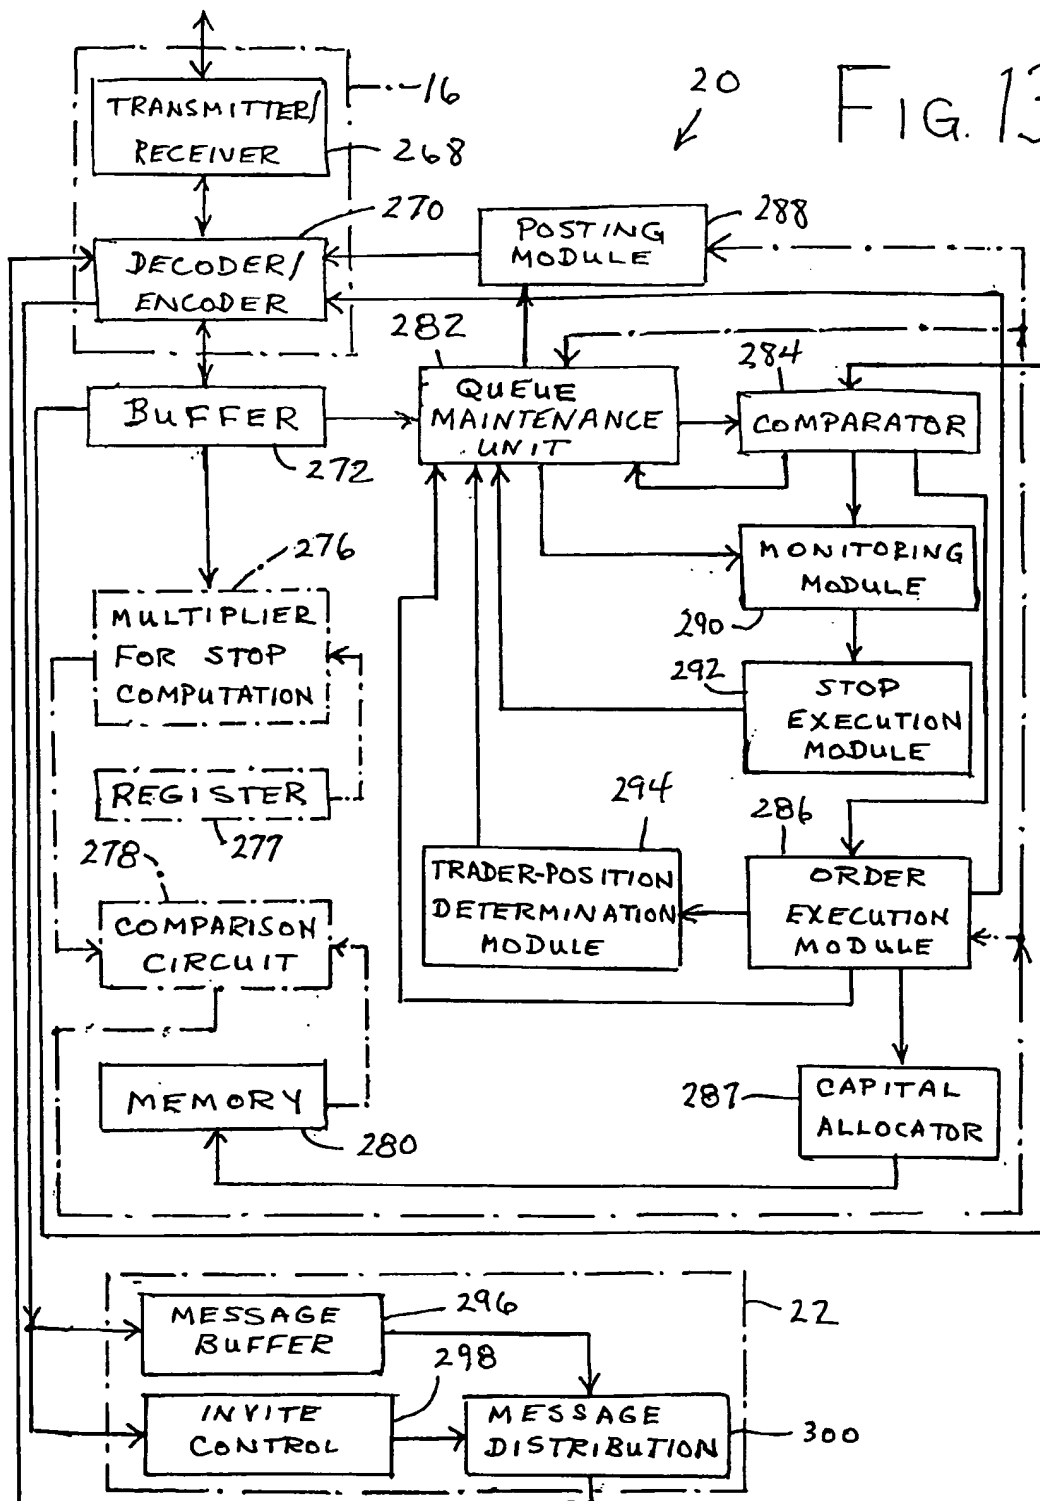 20
FIG. 13
16
TRANSMITTER/
RECEIVER
268
270
DECODER/
ENCODER
POSTING
MODULE
288
282
QUEUE
MAINTENANCE
UNIT
284
COMPARATOR
BUFFER
272
276
MULTIPLIER
FOR STOP
COMPUTATION
MONITORING
MODULE
290
292
STOP
EXECUTION
MODULE
REGISTER
277
278
COMPARISON
CIRCUIT
294
TRADER-POSITION
DETERMINATION
MODULE
286
ORDER
EXECUTION
MODULE
MEMORY
280
287
CAPITAL
ALLOCATOR
MESSAGE
BUFFER
296
22
298
INVITE
CONTROL
MESSAGE
DISTRIBUTION
300